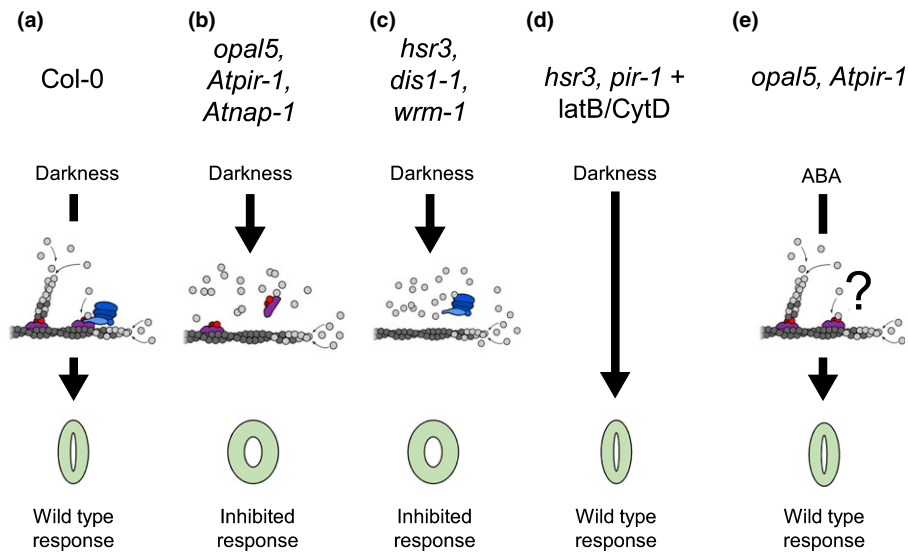 (a)
Col-0
Darkness
Wild type
response
(b)
opal5,
Atpir-1,
Atnap-1
Darkness
Inhibited
response
(c)
hsr3,
dis1-1,
wrm-1
Darkness
Inhibited
response
(d)
hsr3, pir-1 +
latB/CytD
Darkness
Wild type
response
(e)
opal5, Atpir-1
ABA
?
Wild type
response